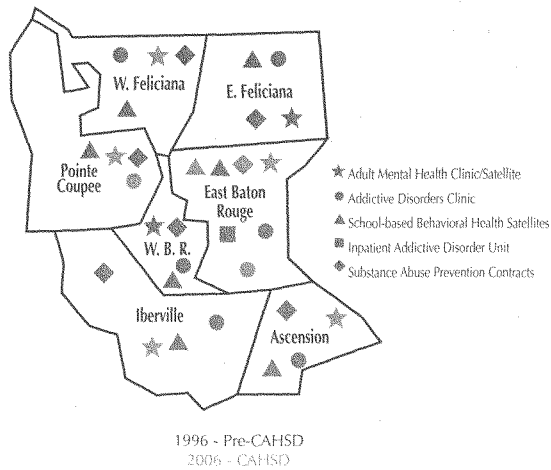 W. Feliciana
E. Feliciana
Pointe
Coupee
East Baton
Rouge
W. B. R.
Iberville
Ascension
Adult Mental Health Clinic/Satellite
Addictive Disorders Clinic
School-based Behavioral Health Satellites
Inpatient Addictive Disorder Unit
Substance Abuse Prevention Contracts
1996 - Pre-CAHSD
2006 - CAHSD